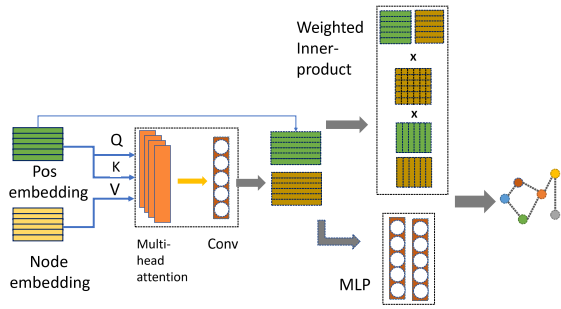 Weighted
Inner-
product
x
x
Q
K
V
Pos
embedding
Node
embedding
Multi-
head
attention
Conv
MLP